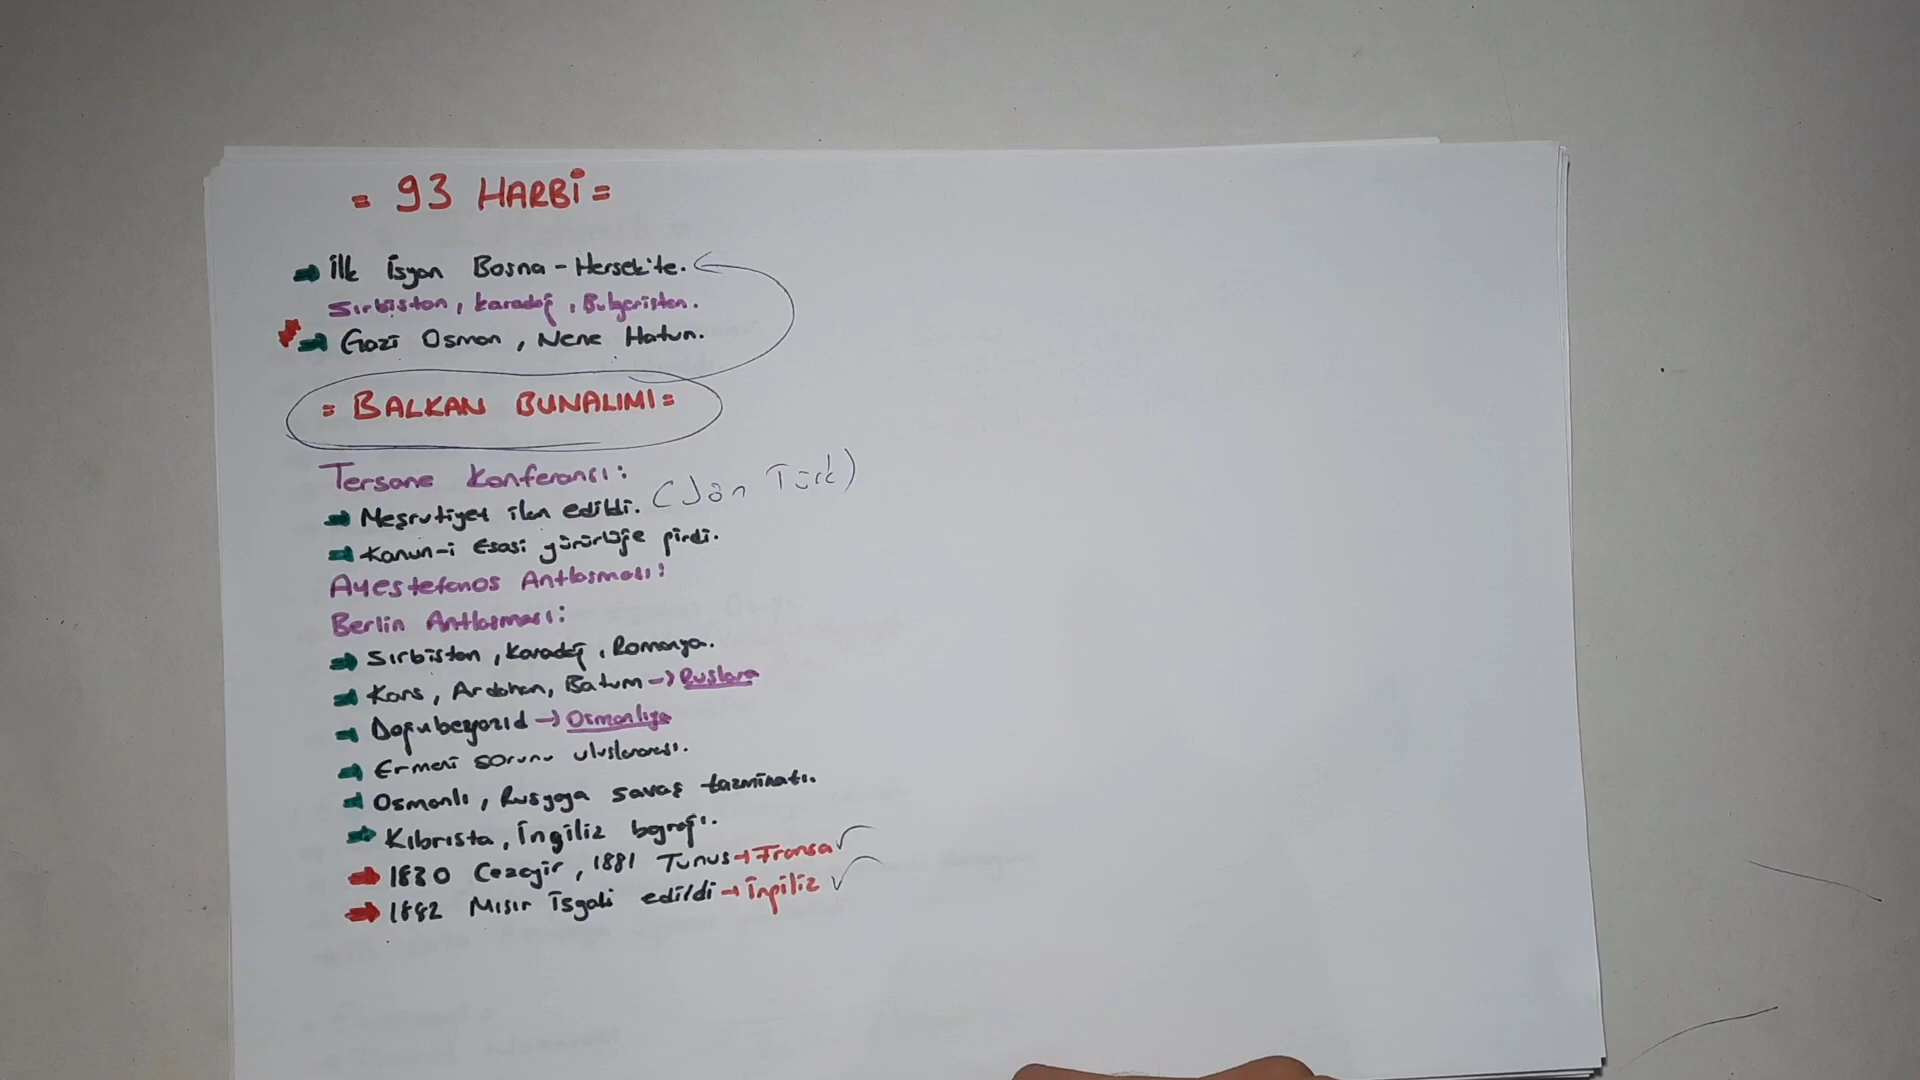 = 93 HARBİ =
İlk İsyan Bosna-Hersek'te.
Sırbistan, Karadağ, Bulgaristan.
Gazi Osman, Nene Hatun.
= BALKAN BUNALIMI =
Tersane Konferansı:
Meşrutiyet ilan edildi. (Jön Türk)
Kanun-i Esasi yürürlüğe girdi.
Ayestefanos Antlaşması:
Berlin Antlaşması:
Sırbistan, Karadağ, Romanya.
Kars, Ardahan, Batum → Ruslara
Doğubeyazıd → Osmanlıya
Ermeni sorunu uluslararası.
Osmanlı, Rusyaya savaş tazminatı.
Kıbrısta, İngiliz bayrağı.
1830 Cezayir, 1881 Tunus → Fransa ✓
1882 Mısır İşgali edildi → İngiliz ✓